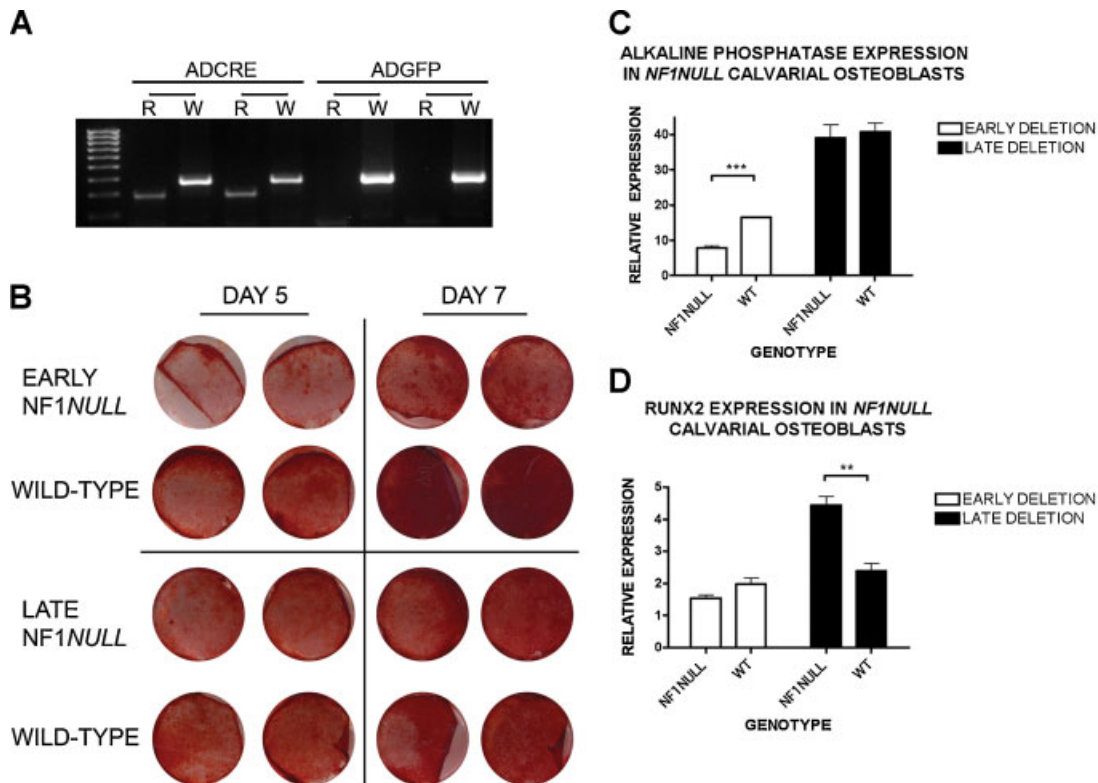 A
ADCRE ADGFP
R W R W R W R W
B
DAY 5 DAY 7
EARLY
NF1NULL
WILD-TYPE
LATE
NF1NULL
WILD-TYPE
C
ALKALINE PHOSPHATASE EXPRESSION
IN NF1NULL CALVARIAL OSTEOBLASTS
EARLY DELETION
LATE DELETION
RELATIVE EXPRESSION
40
30
20
10
0
***
NF1NULL WT NF1NULL WT
GENOTYPE
D
RUNX2 EXPRESSION IN NF1NULL
CALVARIAL OSTEOBLASTS
EARLY DELETION
LATE DELETION
RELATIVE EXPRESSION
5
4
3
2
1
0
**
NF1NULL WT NF1NULL WT
GENOTYPE